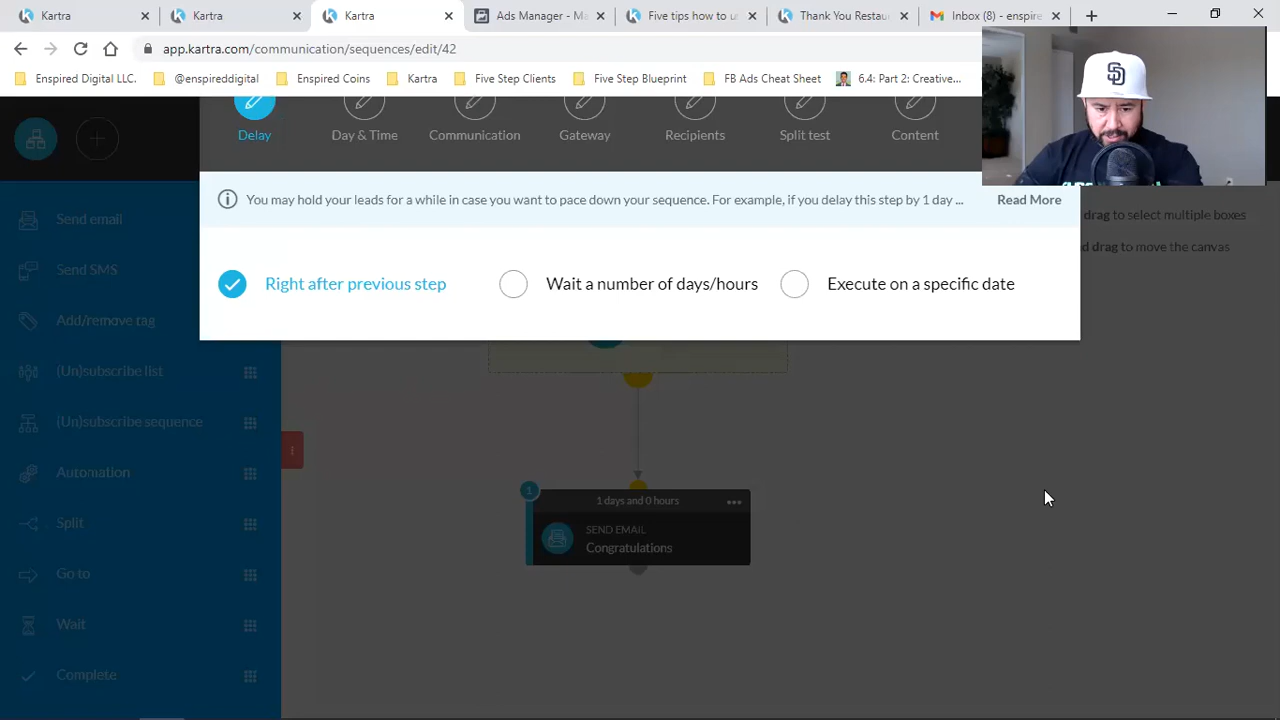 Kartra
Kartra
Kartra
Ads Manager - Ma
Five tips how to us
Thank You Restau
Inbox (8) - enspire
app.kartra.com/communication/sequences/edit/42
Enspired Digital LLC.
@enspireddigital
Enspired Coins
Kartra
Five Step Clients
Five Step Blueprint
FB Ads Cheat Sheet
6.4: Part 2: Creative...
Delay
Day & Time
Communication
Gateway
Recipients
Split test
Content
You may hold your leads for a while in case you want to pace down your sequence. For example, if you delay this step by 1 day ...
Read More
Right after previous step
Wait a number of days/hours
Execute on a specific date
drag to select multiple boxes
d drag to move the canvas
Send email
Send SMS
Add/remove tag
(Un)subscribe list
(Un)subscribe sequence
Automation
Split
Go to
Wait
Complete
1
1 days and 0 hours
SEND EMAIL
Congratulations
SD